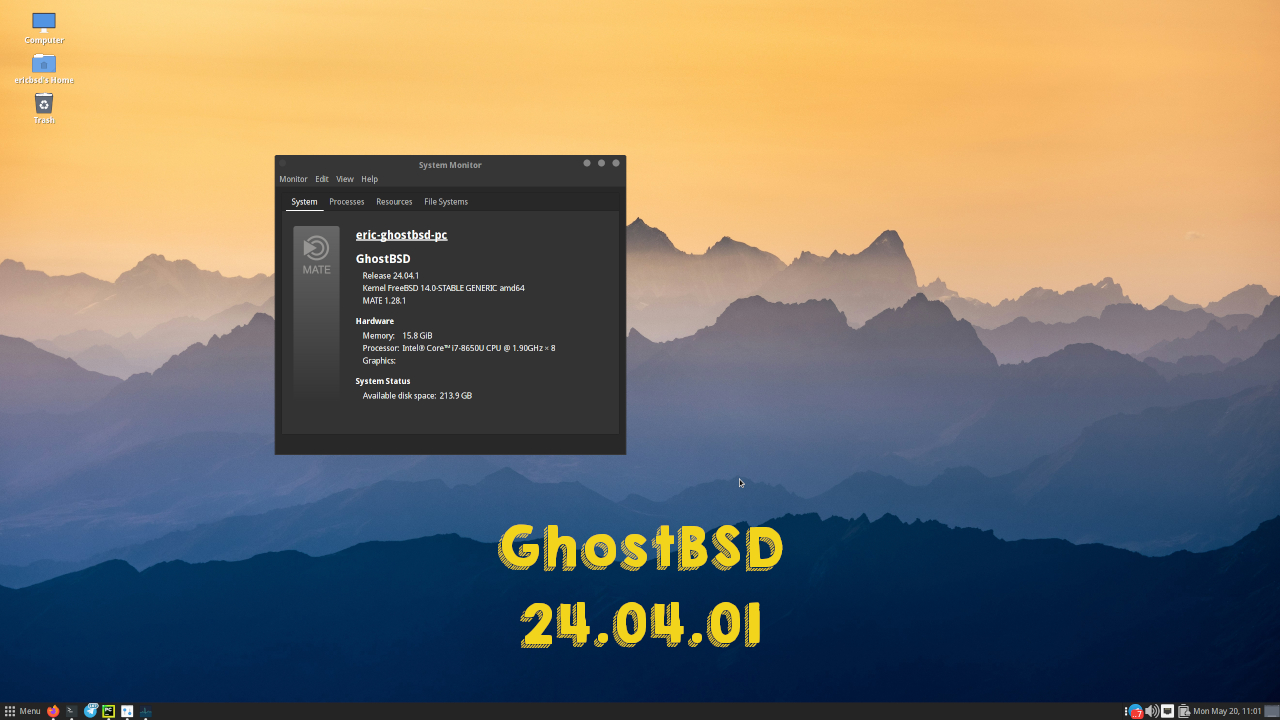 Computer
ericbsd's Home
Trash
System Monitor
Monitor Edit View Help
System Processes Resources File Systems
MATE
eric-ghostbsd-pc
GhostBSD
Release 24.04.1
Kernel FreeBSD 14.0-STABLE GENERIC amd64
MATE 1.28.1
Hardware
Memory: 15.8 GiB
Processor: Intel® Core™ i7-8650U CPU @ 1.90GHz × 8
Graphics:
System Status
Available disk space: 213.9 GB
GhostBSD
24.04.01
Menu
PC
Mon May 20, 11:01